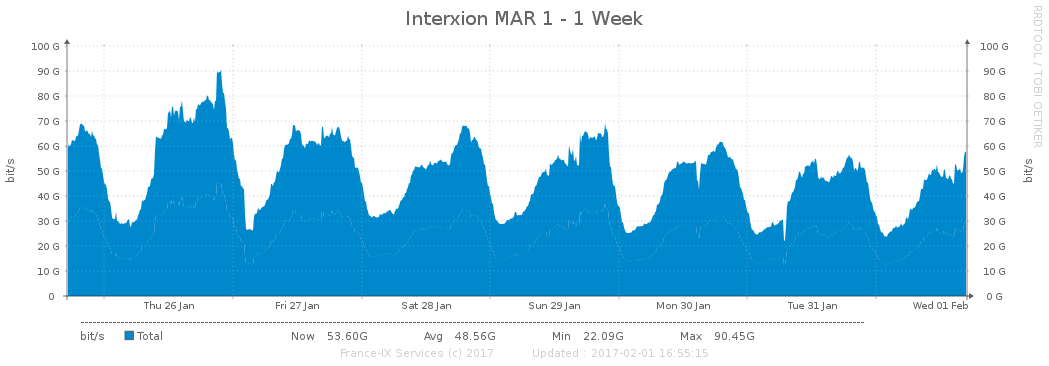 Interxion MAR 1 - 1 Week
RRDTOOL / TOBI OETIKER
bit/s
100 G 100 G
90 G 90 G
80 G 80 G
70 G 70 G
60 G 60 G
50 G 50 G
40 G 40 G
30 G 30 G
20 G 20 G
10 G 10 G
0 0 G
bit/s
Thu 26 Jan Fri 27 Jan Sat 28 Jan Sun 29 Jan Mon 30 Jan Tue 31 Jan Wed 01 Feb
bit/s Total Now 53.60G Avg 48.56G Min 22.09G Max 90.45G
France-IX Services (c) 2017 Updated : 2017-02-01 16:55:15